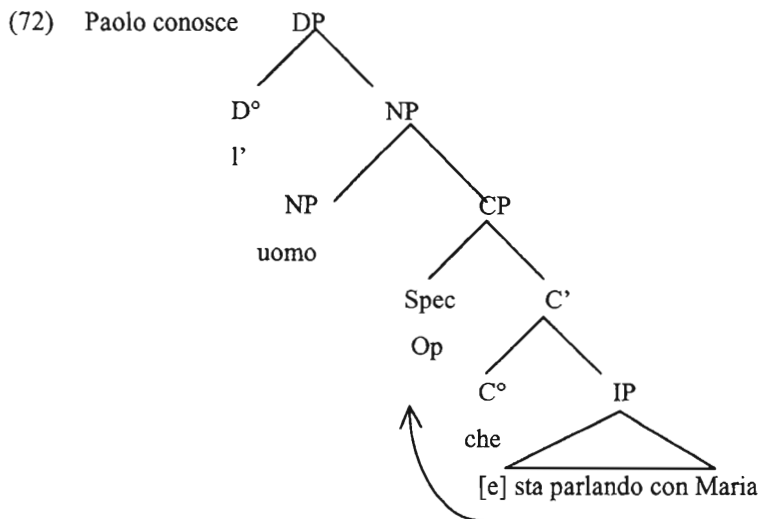 (72) Paolo conosce DP
D° NP
l'
NP CP
uomo
Spec C'
Op
C° IP
che
[e] sta parlando con Maria